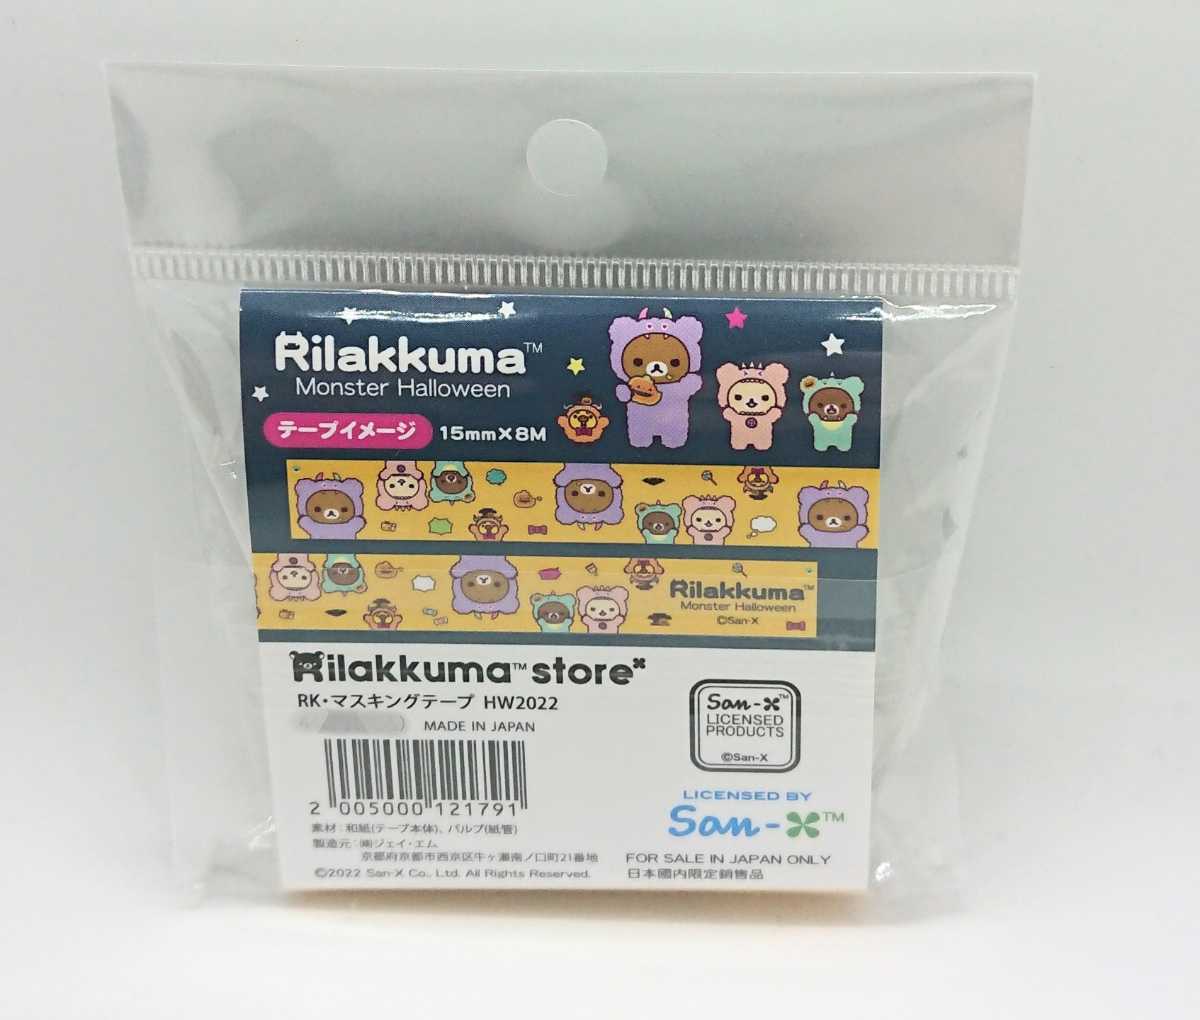 Rilakkuma™
Monster Halloween
テープイメージ 15mm×8M
Rilakkuma™
Monster Halloween
©San-X
Rilakkuma™ store
RK・マスキングテープ HW2022
MADE IN JAPAN
San-X™
LICENSED
PRODUCTS
©San-X
2 005000 121791
LICENSED BY
San-X™
素材:和紙(テープ本体)、パルプ(紙管)
製造元:㈱ジェイ・エム
京都府京都市西京区牛ヶ瀬南ノ口町21番地
©2022 San-X Co., Ltd. All Rights Reserved.
FOR SALE IN JAPAN ONLY
日本國内限定銷售品